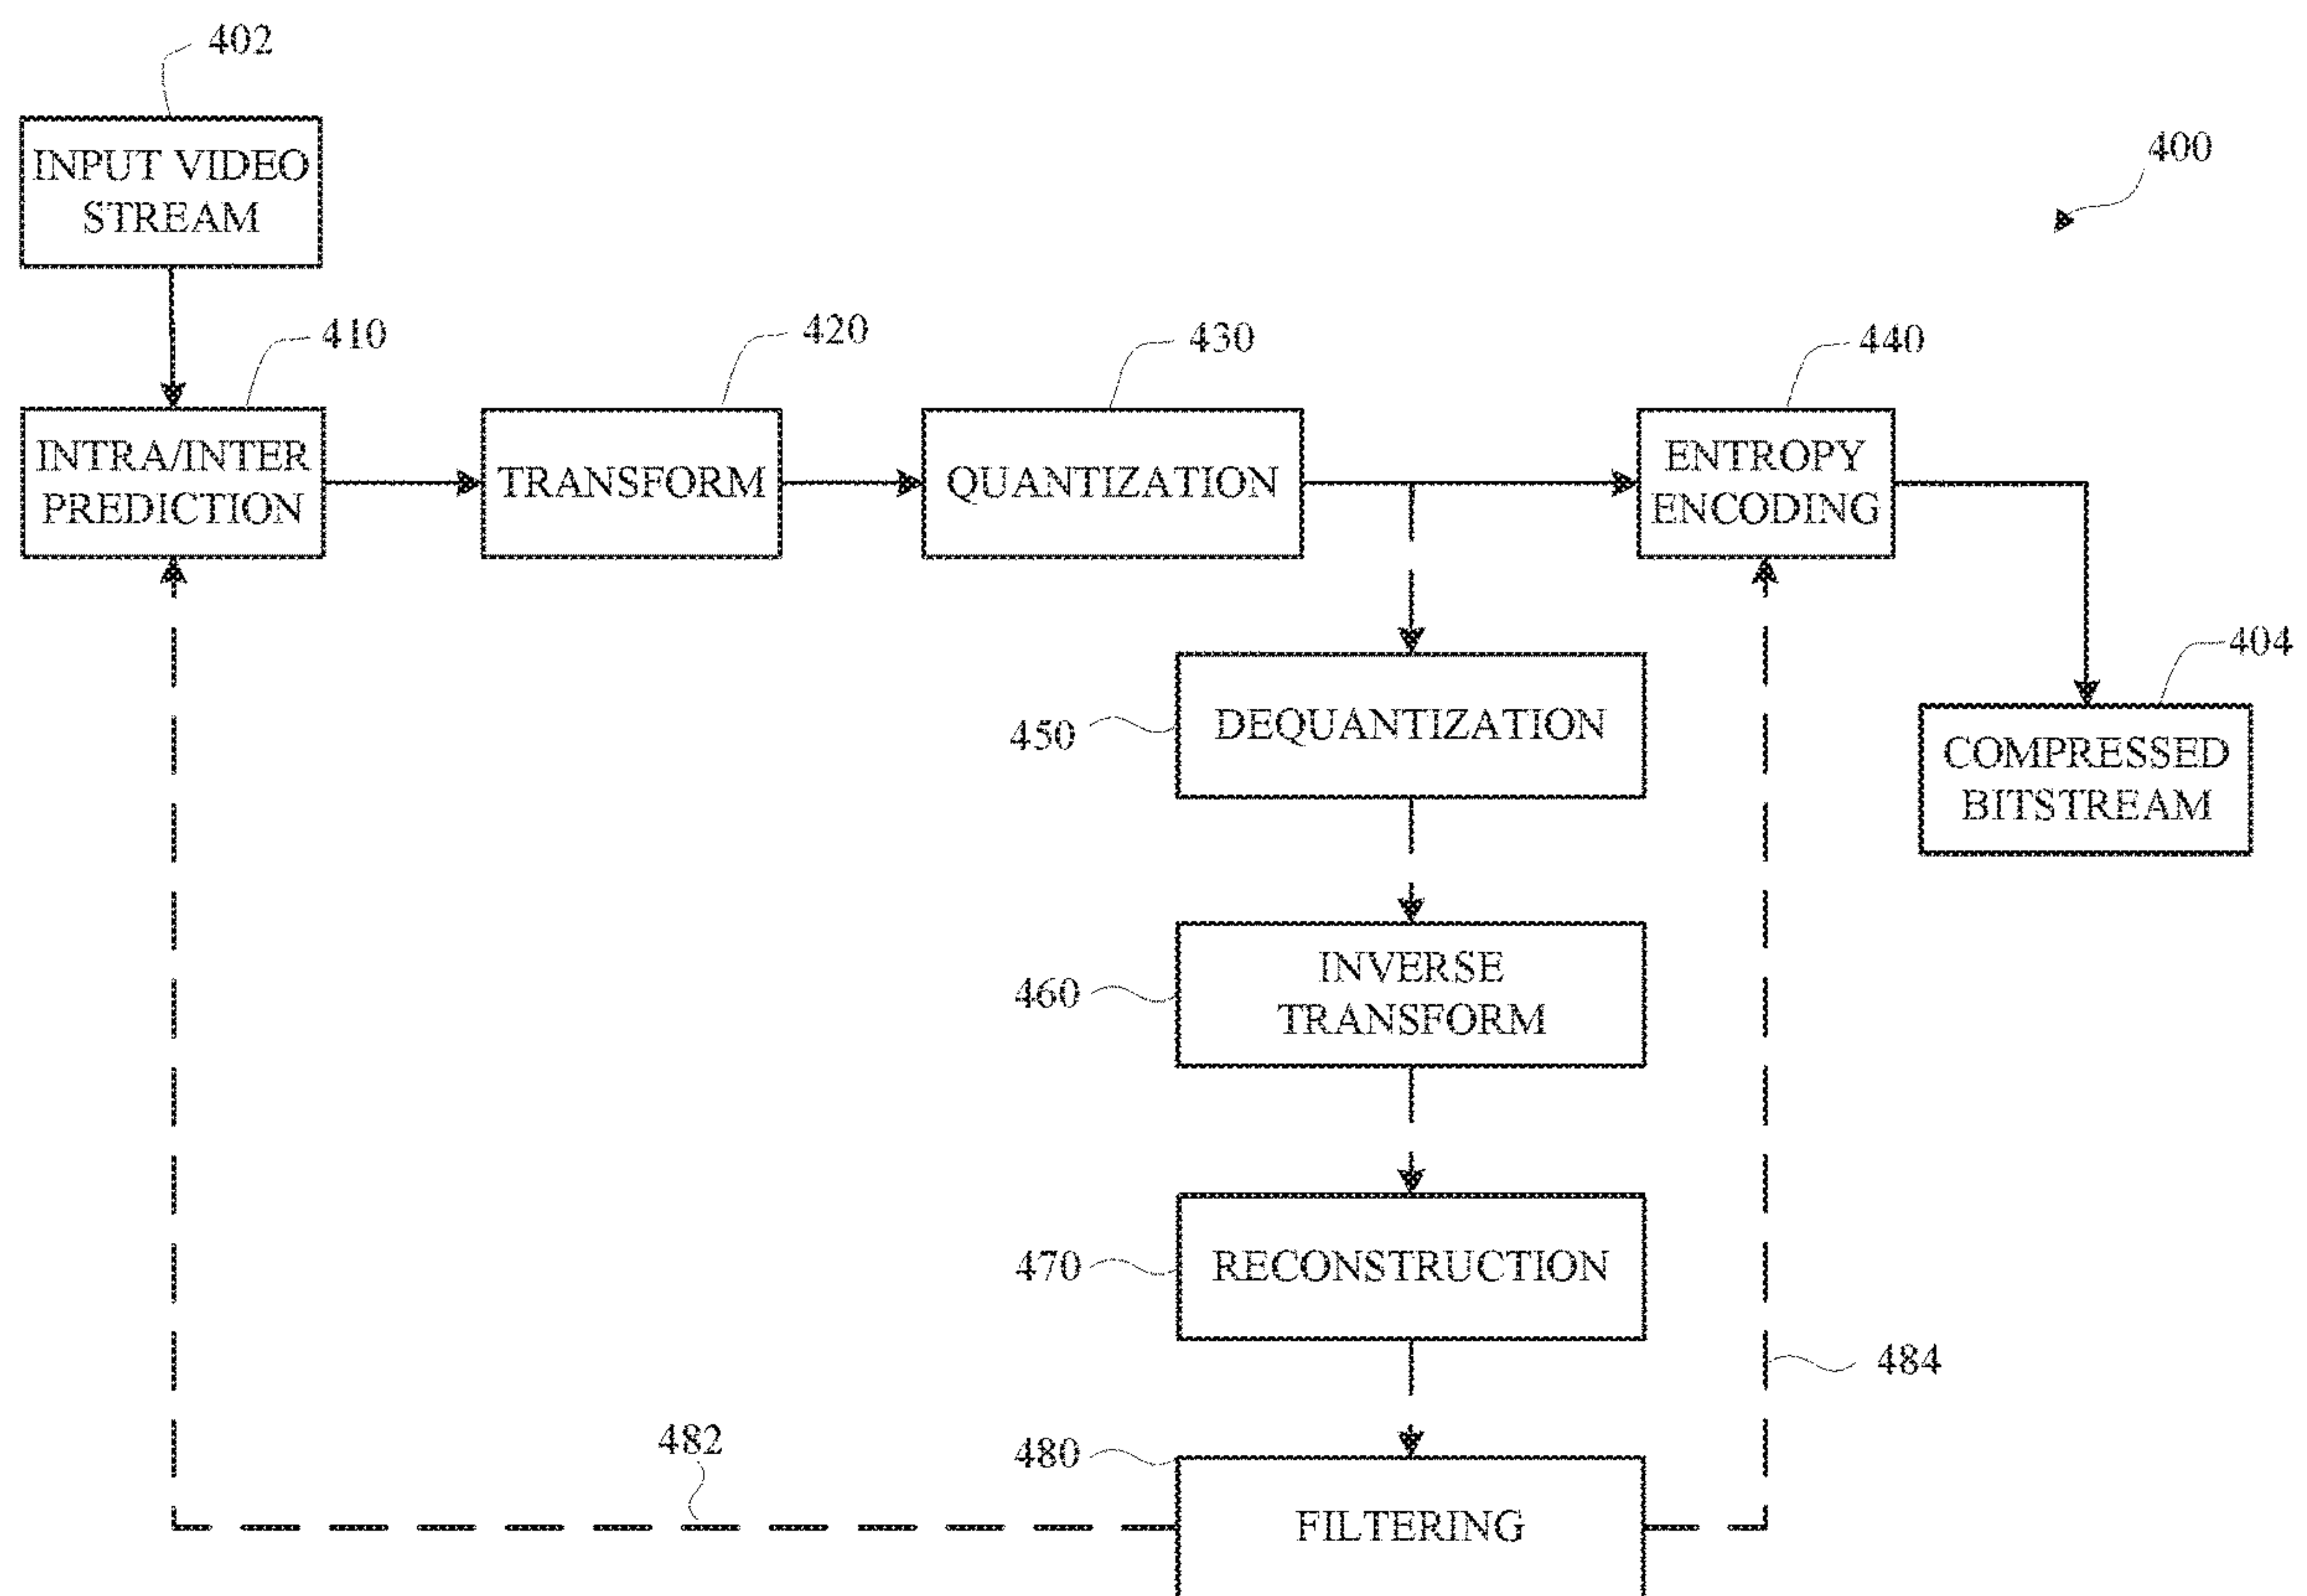 402
INPUT VIDEO
STREAM
400
410
420
430
440
INTRA/INTER
PREDICTION
TRANSFORM
QUANTIZATION
ENTROPY
ENCODING
404
450
DEQUANTIZATION
COMPRESSED
BITSTREAM
460
INVERSE
TRANSFORM
470
RECONSTRUCTION
484
482
480
FILTERING